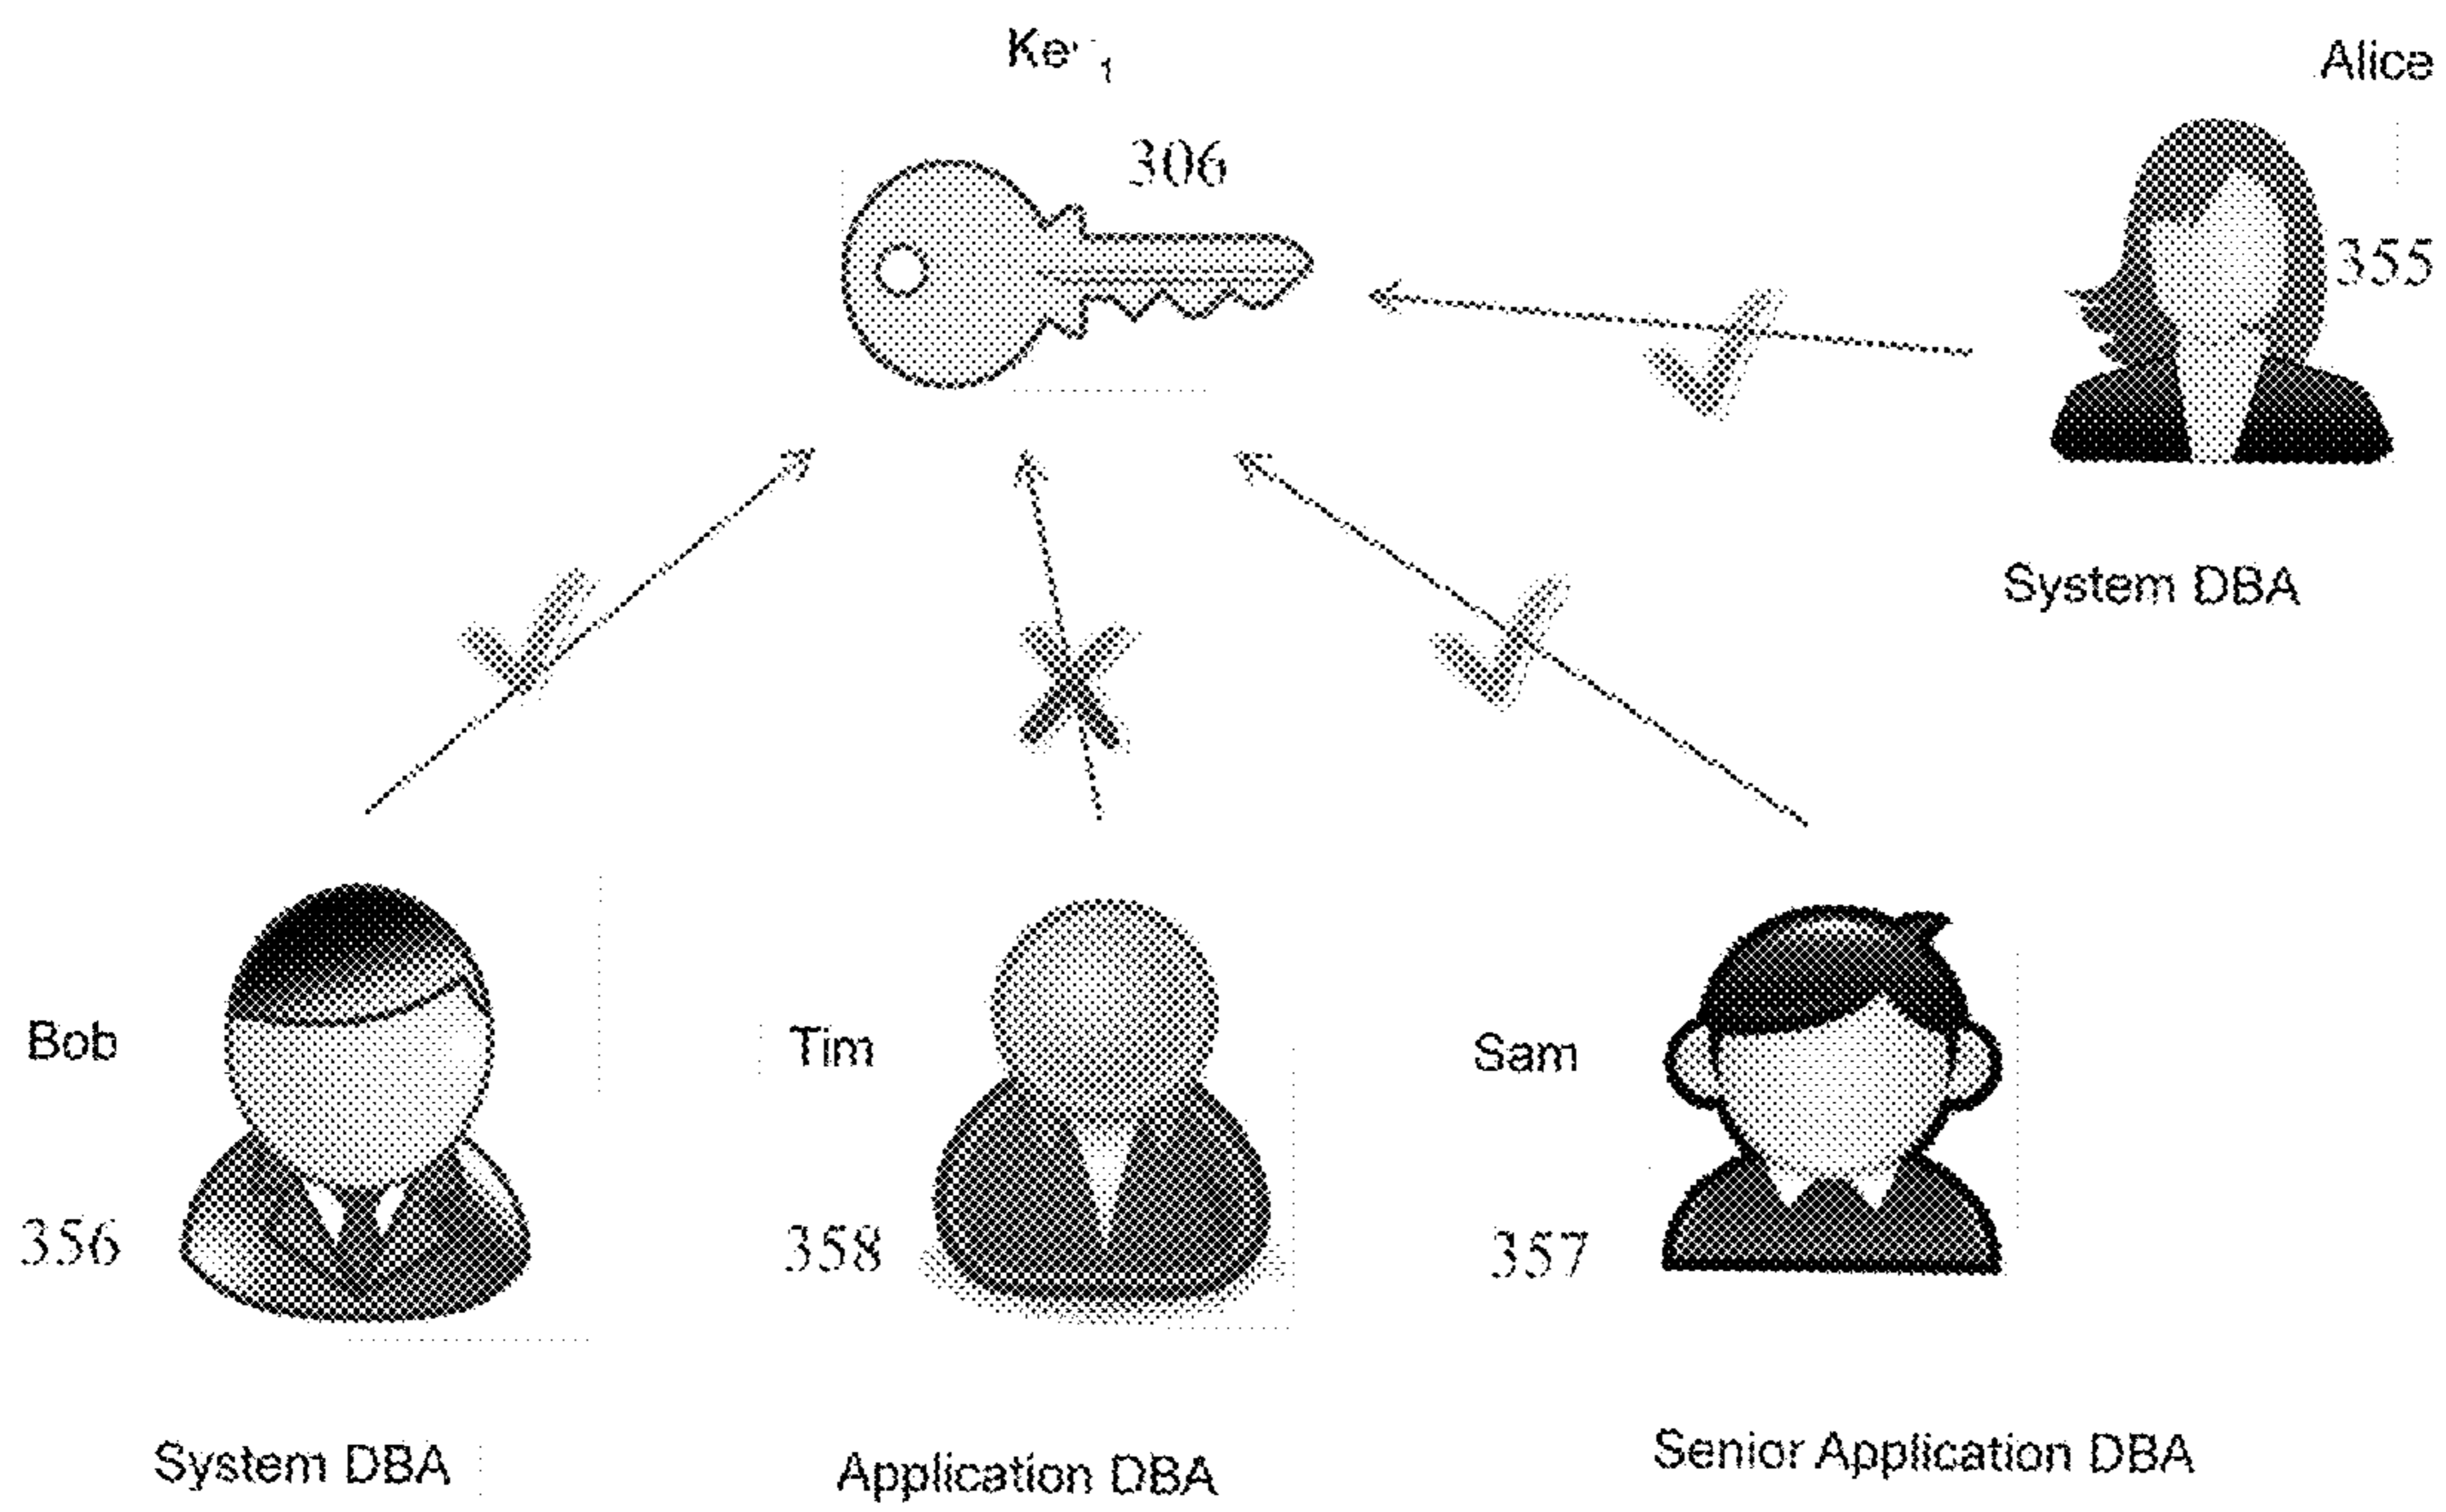 Alice
306
355
System DBA
Bob
Tim
Sam
356
358
357
System DBA
Application DBA
Senior Application DBA